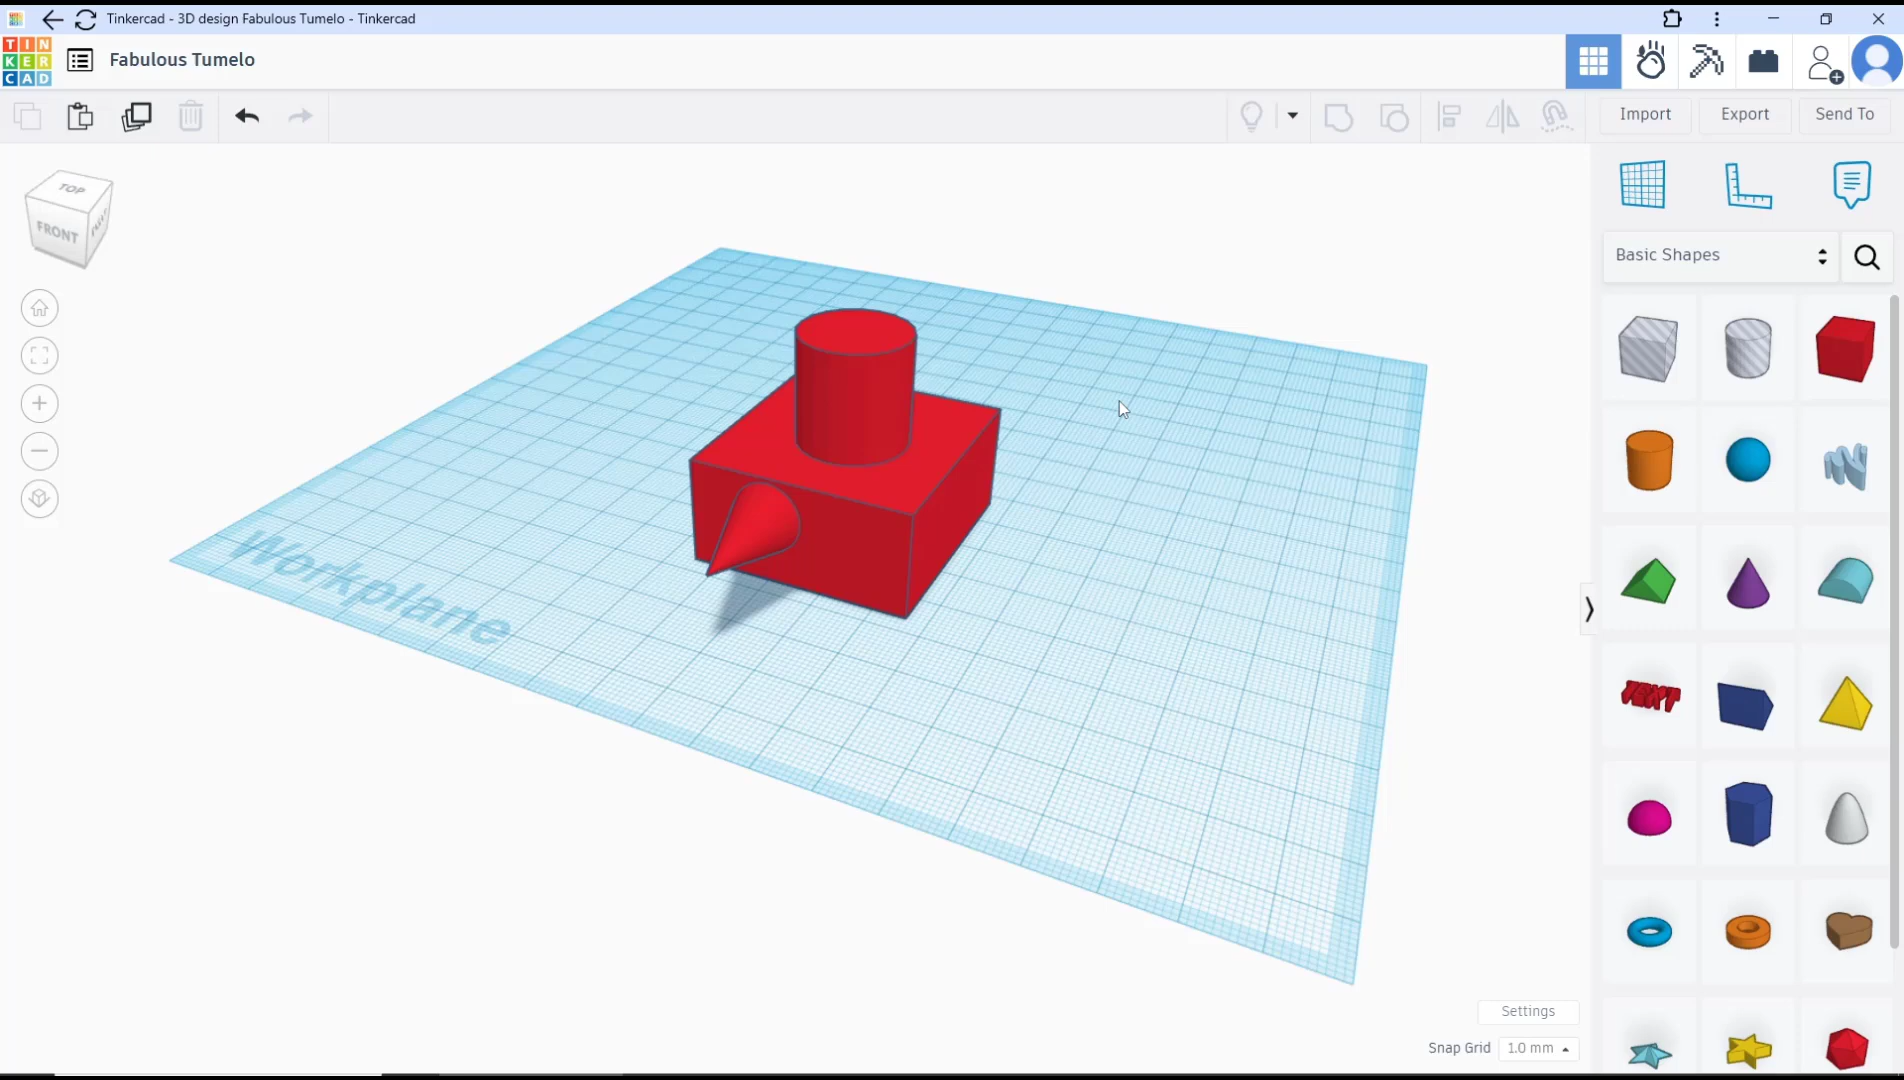 Tinkercad - 3D design Fabulous Tumelo - Tinkercad
TIN
KER
CAD
Fabulous Tumelo
Import
Export
Send To
TOP
FRONT
Basic Shapes
Workplane
TEXT
Settings
Snap Grid
1.0 mm